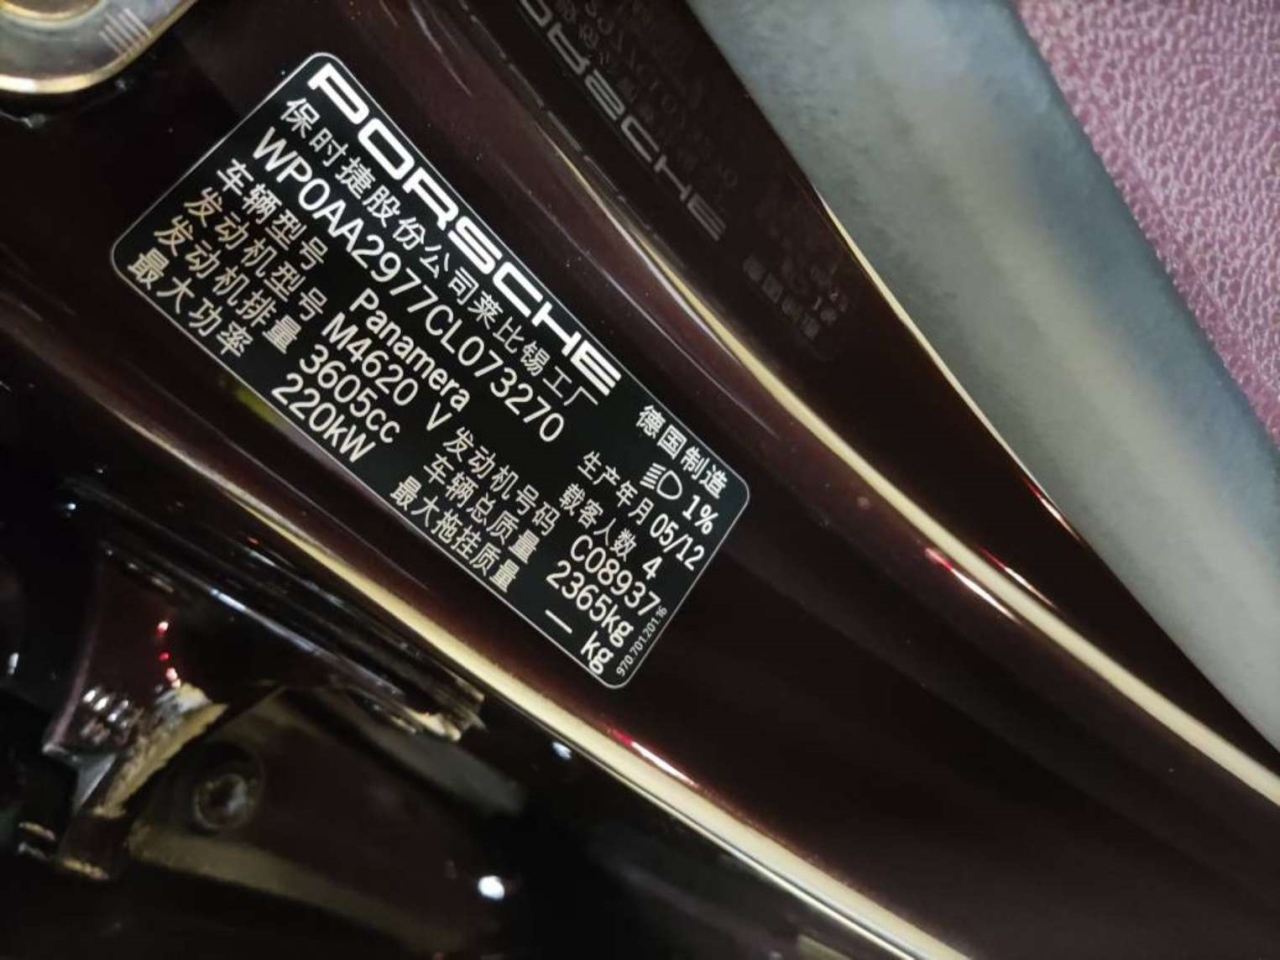 PORSCHE
保时捷股份公司莱比锡工厂 德国制造
WP0AA2977CL073270 1%
车辆型号 Panamera 生产年月 05/12
发动机型号 M4620 V 载客人数 4
发动机排量 3605cc 发动机号码 C08937
最大功率 220kW 车辆总质量 2365kg
最大拖挂质量 — kg
970.701.201.16
PORSCHE